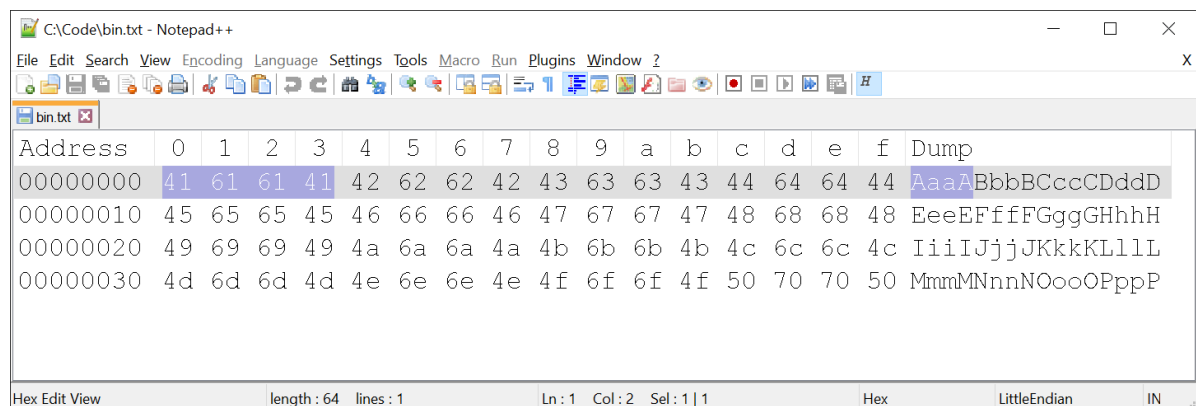 C:\Code\bin.txt - Notepad++
File Edit Search View Encoding Language Settings Tools Macro Run Plugins Window ? X
H
bin.txt
Address 0 1 2 3 4 5 6 7 8 9 a b c d e f Dump
00000000 41 61 61 41 42 62 62 42 43 63 63 43 44 64 64 44 AaaABbbBCccCDddD
00000010 45 65 65 45 46 66 66 46 47 67 67 47 48 68 68 48 EeeEFffFGggGHhhH
00000020 49 69 69 49 4a 6a 6a 4a 4b 6b 6b 4b 4c 6c 6c 4c IiiIJjjJKkkKLllL
00000030 4d 6d 6d 4d 4e 6e 6e 4e 4f 6f 6f 4f 50 70 70 50 MmmMNnnNOooOPppP
Hex Edit View length : 64 lines : 1 Ln : 1 Col : 2 Sel : 1 | 1 Hex LittleEndian IN